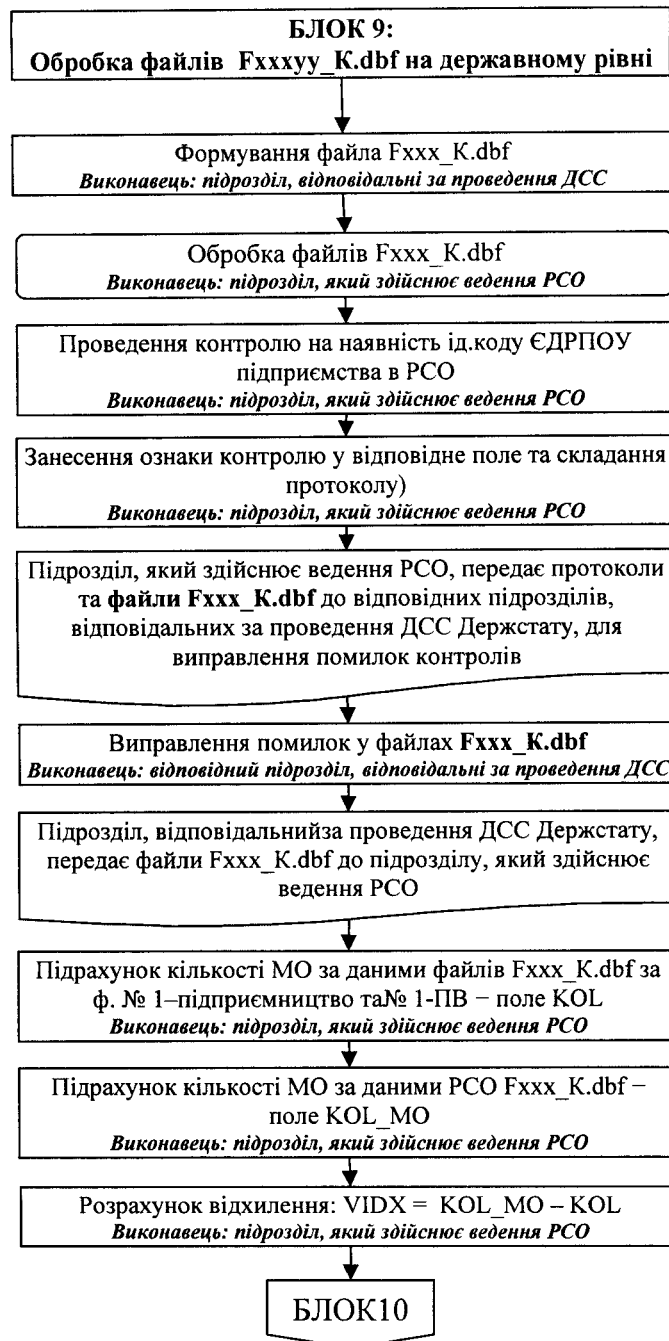 БЛОК 9:
Обробка файлів Fxxxyy_K.dbf на державному рівні
Формування файла Fxxx_K.dbf
Виконавець: підрозділ, відповідальні за проведення ДСС
Обробка файлів Fxxx_K.dbf
Виконавець: підрозділ, який здійснює ведення РСО
Проведення контролю на наявність ід.коду ЄДРПОУ
підприємства в РСО
Виконавець: підрозділ, який здійснює ведення РСО
Занесення ознаки контролю у відповідне поле та складання
протоколу)
Виконавець: підрозділ, який здійснює ведення РСО
Підрозділ, який здійснює ведення РСО, передає протоколи
та файли Fxxx_K.dbf до відповідних підрозділів,
відповідальних за проведення ДСС Держстату, для
виправлення помилок контролів
Виправлення помилок у файлах Fxxx_K.dbf
Виконавець: відповідний підрозділ, відповідальні за проведення ДСС
Підрозділ, відповідальнийза проведення ДСС Держстату,
передає файли Fxxx_K.dbf до підрозділу, який здійснює
ведення РСО
Підрахунок кількості МО за даними файлів Fxxx_K.dbf за
ф. № 1–підприємництво та№ 1-ПВ − поле KOL
Виконавець: підрозділ, який здійснює ведення РСО
Підрахунок кількості МО за даними РСО Fxxx_K.dbf −
поле KOL_MO
Виконавець: підрозділ, який здійснює ведення РСО
Розрахунок відхилення: VIDX = KOL_MO – KOL
Виконавець: підрозділ, який здійснює ведення РСО
БЛОК10